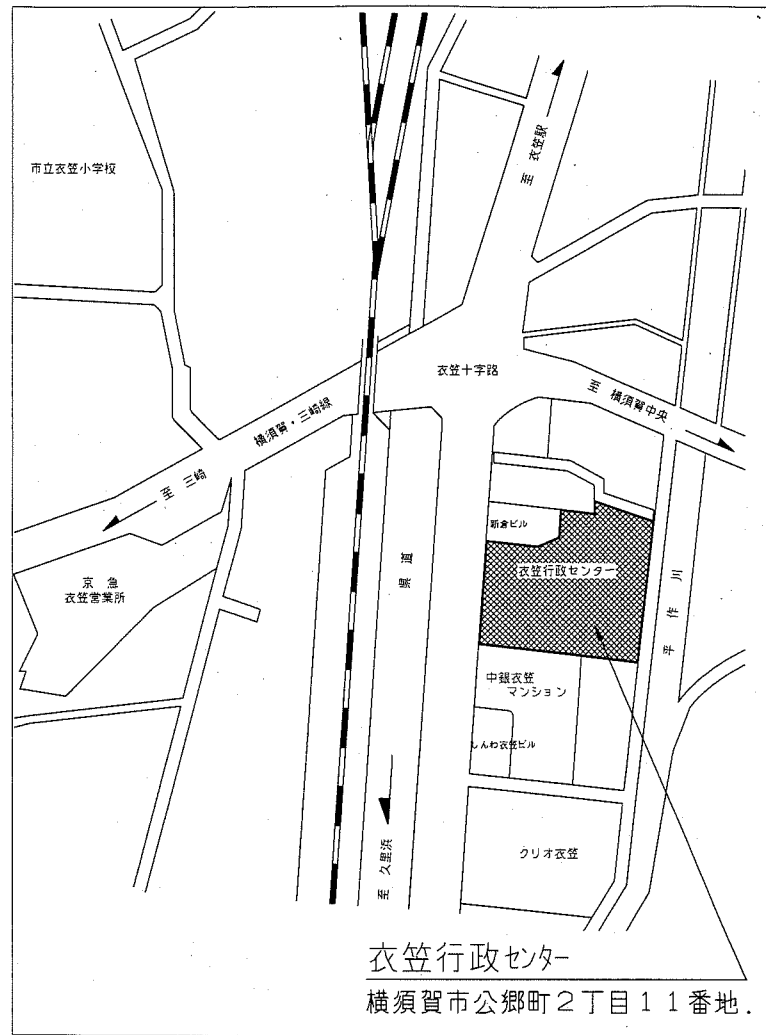 至 衣笠駅
市立衣笠小学校
衣笠十字路
至 横須賀中央
横須賀・三崎線
至 三崎
新倉ビル
衣笠行政センター
京急
衣笠営業所
県道
平作川
中銀衣笠
マンション
しんわ衣笠ビル
至 久里浜
クリオ衣笠
衣笠行政センター
横須賀市公郷町2丁目11番地.